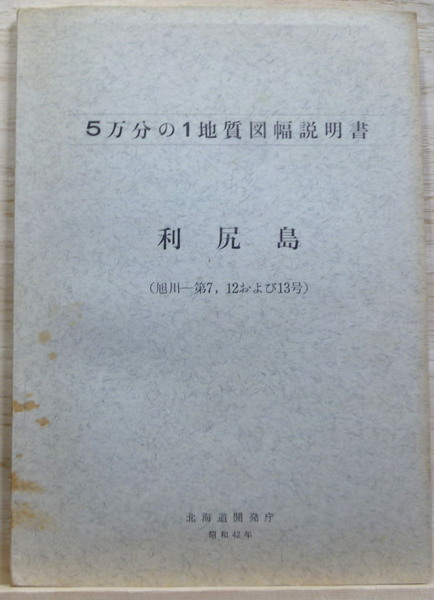 5万分の1地質図幅説明書
利尻島
(旭川—第7, 12および13号)
北海道開発庁
昭和42年